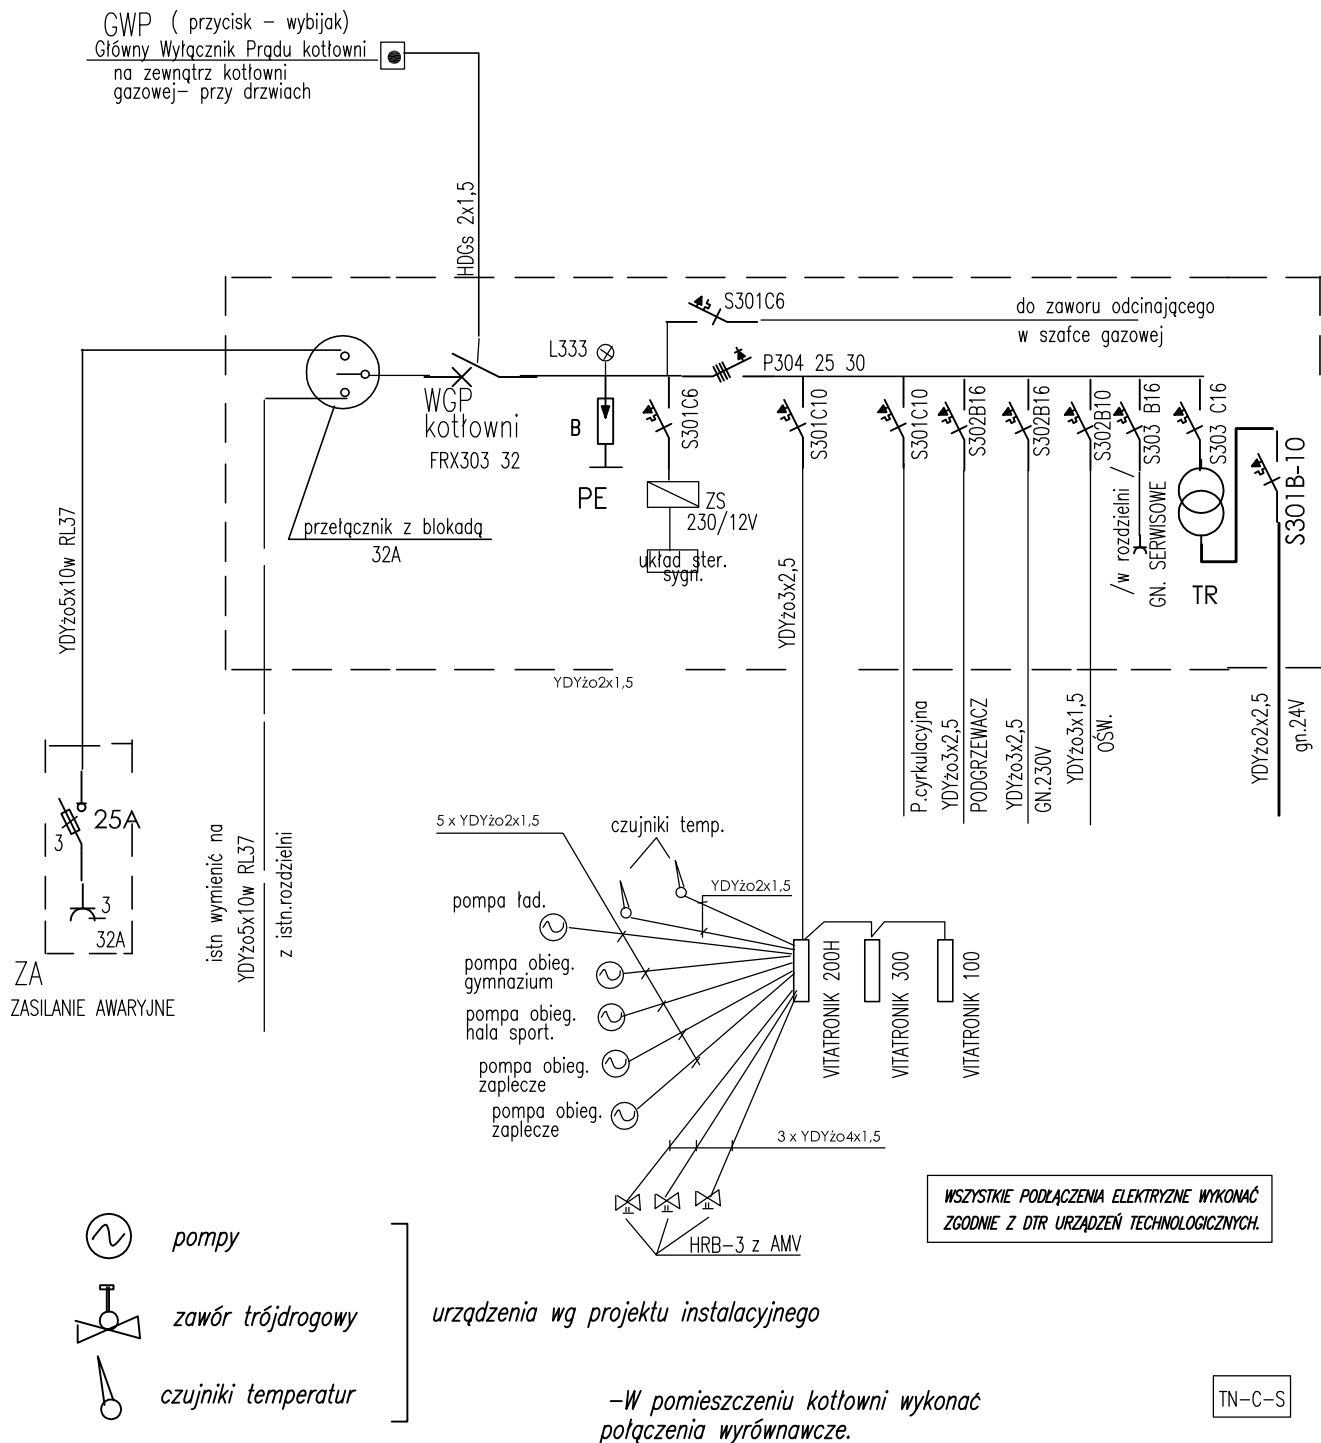 GWP ( przycisk – wybijak)
Główny Wyłącznik Prądu kotłowni
na zewnątrz kotłowni
gazowej– przy drzwiach
HDGs 2x1,5
S301C6
do zaworu odcinającego
w szafce gazowej
L333
P304 25 30
WGP
kotłowni
FRX303 32
B
PE
S301C6
S301C10
S301C10
S302B16
S302B16
S302B10
S303 B16
S303 C16
S301B-10
przełącznik z blokadą
32A
ZS
230/12V
układ ster.
sygn.
/w rozdzielni /
GN. SERWISOWE
TR
YDYżo5x10w RL37
YDYżo3x2,5
YDYżo2x1,5
P.cyrkulacyjna
YDYżo3x2,5
PODGRZEWACZ
YDYżo3x2,5
GN.230V
YDYżo3x1,5
OŚW.
YDYżo2x2,5
gn.24V
25A
3
3
32A
ZA
ZASILANIE AWARYJNE
istn wymienić na
YDYżo5x10w RL37
z istn.rozdzielni
5 x YDYżo2x1,5
czujniki temp.
YDYżo2x1,5
pompa ład.
pompa obieg.
gymnazium
pompa obieg.
hala sport.
pompa obieg.
zaplecze
pompa obieg.
zaplecze
VITATRONIK 200H
VITATRONIK 300
VITATRONIK 100
3 x YDYżo4x1,5
HRB–3 z AMV
WSZYSTKIE PODŁĄCZENIA ELEKTRYZNE WYKONAĆ
ZGODNIE Z DTR URZĄDZEŃ TECHNOLOGICZNYCH.
pompy
zawór trójdrogowy
czujniki temperatur
urządzenia wg projektu instalacyjnego
–W pomieszczeniu kotłowni wykonać
połączenia wyrównawcze.
TN–C–S